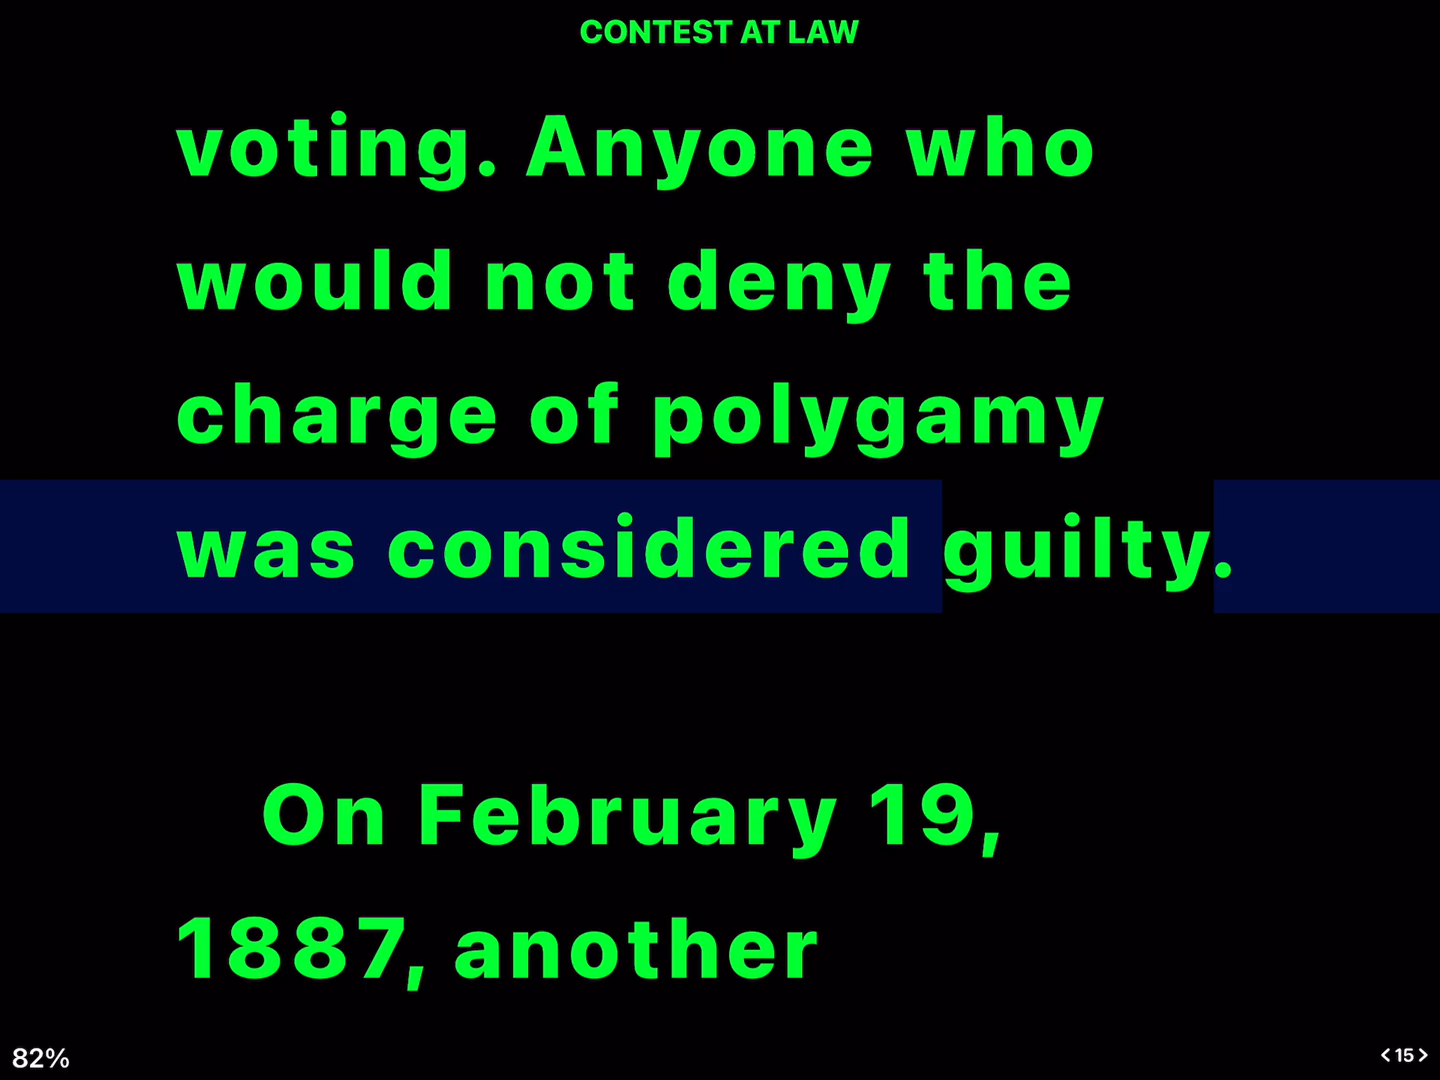 CONTEST AT LAW
voting. Anyone who
would not deny the
charge of polygamy
was considered guilty.
On February 19,
1887, another
82%
<15>